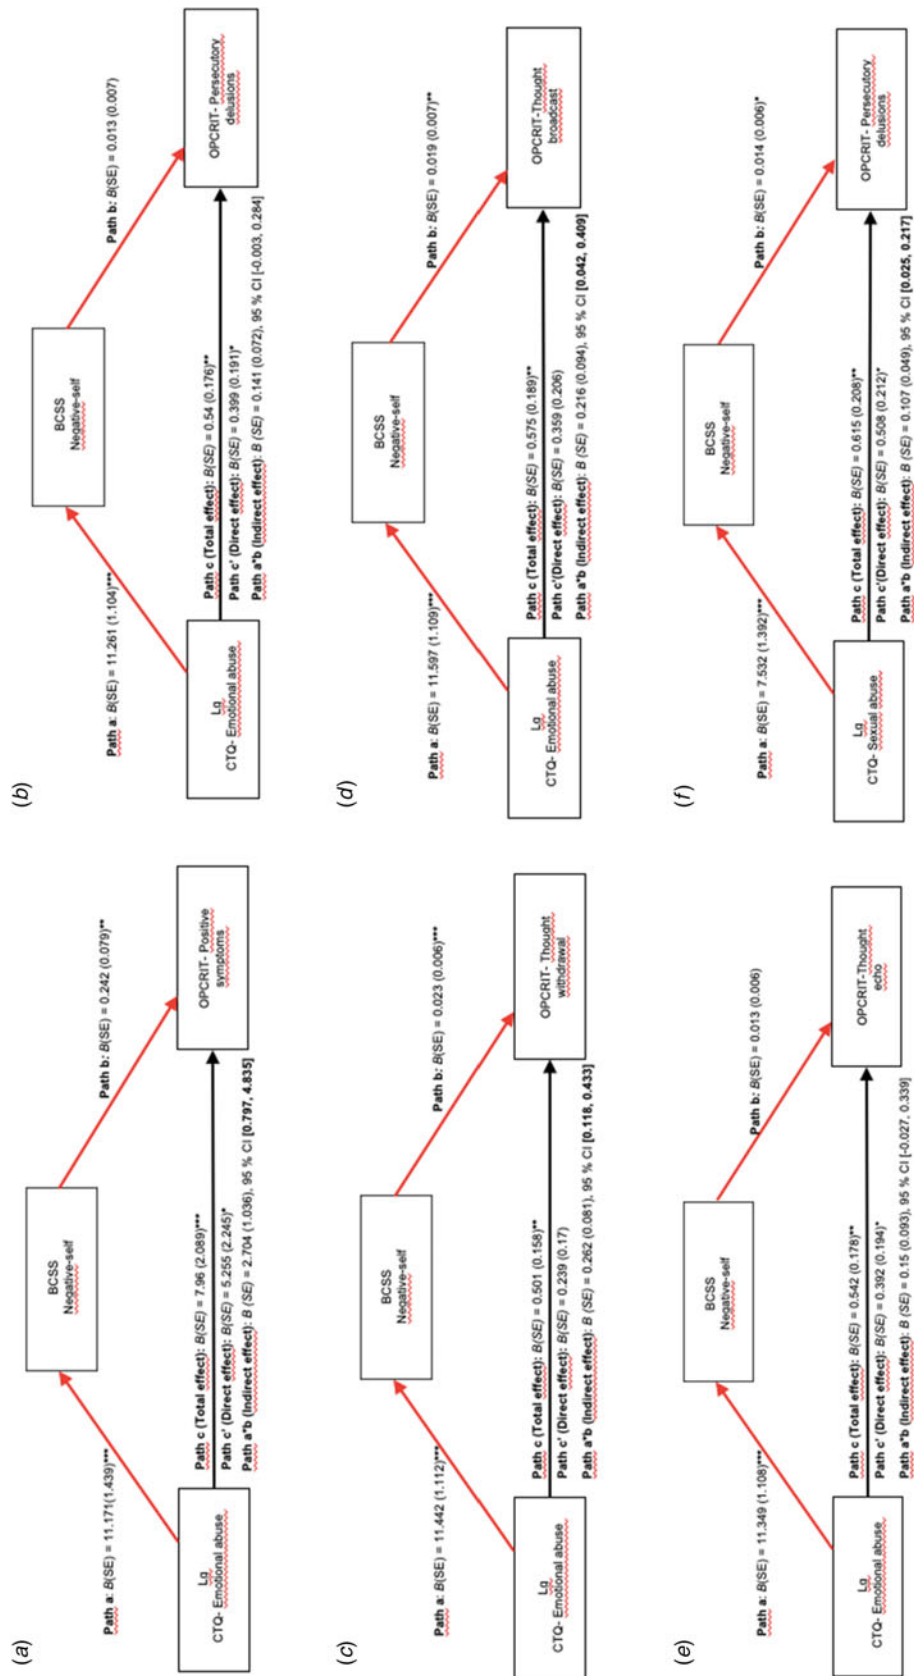 (a)
BCSS
Negative-self
Path a: B(SE) = 11.171(1.439)***
Path b: B(SE) = 0.242 (0.079)**
Lg
CTQ- Emotional abuse
OPCRIT- Positive
symptoms
Path c (Total effect): B(SE) = 7.96 (2.089)***
Path c' (Direct effect): B(SE) = 5.255 (2.245)*
Path a*b (Indirect effect): B (SE) = 2.704 (1.036), 95 % CI [0.797, 4.835]
(b)
BCSS
Negative-self
Path a: B(SE) = 11.261 (1.104)***
Path b: B(SE) = 0.013 (0.007)
Lg
CTQ- Emotional abuse
OPCRIT- Persecutory
delusions
Path c (Total effect): B(SE) = 0.54 (0.176)**
Path c' (Direct effect): B(SE) = 0.399 (0.191)*
Path a*b (Indirect effect): B (SE) = 0.141 (0.072), 95 % CI [-0.003, 0.284]
(c)
BCSS
Negative-self
Path a: B(SE) = 11.442 (1.112)***
Path b: B(SE) = 0.023 (0.006)***
Lg
CTQ- Emotional abuse
OPCRIT- Thought
withdrawal
Path c (Total effect): B(SE) = 0.501 (0.158)**
Path c' (Direct effect): B(SE) = 0.239 (0.17)
Path a*b (Indirect effect): B (SE) = 0.262 (0.081), 95 % CI [0.118, 0.433]
(d)
BCSS
Negative-self
Path a: B(SE) = 11.597 (1.109)***
Path b: B(SE) = 0.019 (0.007)**
Lg
CTQ- Emotional abuse
OPCRIT-Thought
broadcast
Path c (Total effect): B(SE) = 0.575 (0.189)**
Path c'(Direct effect): B(SE) = 0.359 (0.206)
Path a*b (Indirect effect): B (SE) = 0.216 (0.094), 95 % CI [0.042, 0.409]
(e)
BCSS
Negative-self
Path a: B(SE) = 11.349 (1.108)***
Path b: B(SE) = 0.013 (0.006)
Lg
CTQ- Emotional abuse
OPCRIT-Thought
echo
Path c (Total effect): B(SE) = 0.542 (0.178)**
Path c' (Direct effect): B(SE) = 0.392 (0.194)*
Path a*b (Indirect effect): B (SE) = 0.15 (0.093), 95 % CI [-0.027, 0.339]
(f)
BCSS
Negative-self
Path a: B(SE) = 7.532 (1.392)***
Path b: B(SE) = 0.014 (0.006)*
Lg
CTQ- Sexual abuse
OPCRIT- Persecutory
delusions
Path c (Total effect): B(SE) = 0.615 (0.208)**
Path c'(Direct effect): B(SE) = 0.508 (0.212)*
Path a*b (Indirect effect): B (SE) = 0.107 (0.049), 95 % CI [0.025, 0.217]